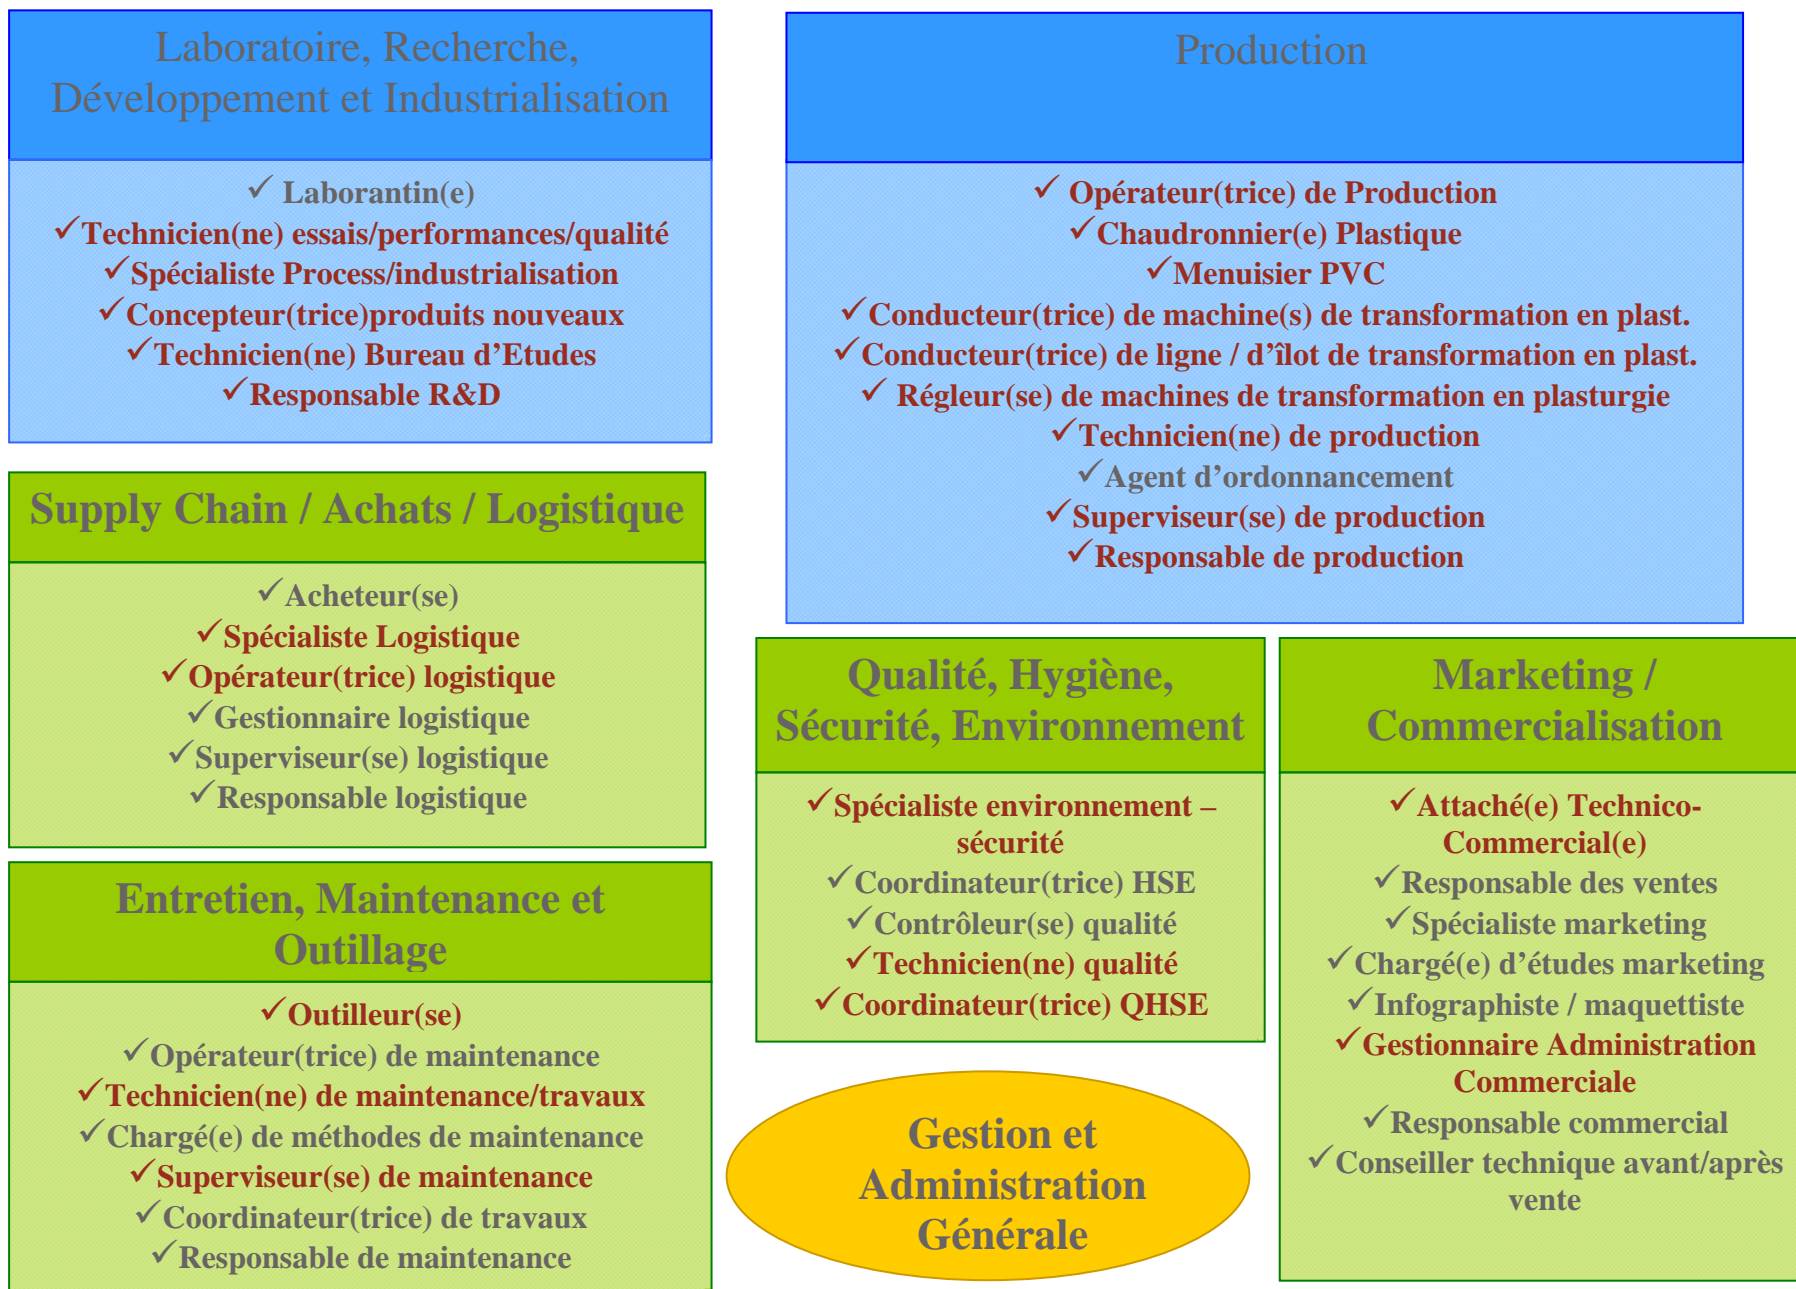 Laboratoire, Recherche,
Développement et Industrialisation
✓ Laborantin(e)
✓Technicien(ne) essais/performances/qualité
✓Spécialiste Process/industrialisation
✓Concepteur(trice)produits nouveaux
✓Technicien(ne) Bureau d’Etudes
✓Responsable R&D
Production
✓ Opérateur(trice) de Production
✓Chaudronnier(e) Plastique
✓Menuisier PVC
✓Conducteur(trice) de machine(s) de transformation en plast.
✓Conducteur(trice) de ligne / d’îlot de transformation en plast.
✓ Régleur(se) de machines de transformation en plasturgie
✓Technicien(ne) de production
✓Agent d’ordonnancement
✓Superviseur(se) de production
✓Responsable de production
Supply Chain / Achats / Logistique
✓Acheteur(se)
✓Spécialiste Logistique
✓Opérateur(trice) logistique
✓Gestionnaire logistique
✓Superviseur(se) logistique
✓Responsable logistique
Qualité, Hygiène,
Sécurité, Environnement
✓Spécialiste environnement –
sécurité
✓Coordinateur(trice) HSE
✓Contrôleur(se) qualité
✓Technicien(ne) qualité
✓Coordinateur(trice) QHSE
Marketing /
Commercialisation
✓Attaché(e) Technico-
Commercial(e)
✓Responsable des ventes
✓Spécialiste marketing
✓Chargé(e) d’études marketing
✓Infographiste / maquettiste
✓Gestionnaire Administration
Commerciale
✓Responsable commercial
✓Conseiller technique avant/après
vente
Entretien, Maintenance et
Outillage
✓Outilleur(se)
✓Opérateur(trice) de maintenance
✓Technicien(ne) de maintenance/travaux
✓Chargé(e) de méthodes de maintenance
✓Superviseur(se) de maintenance
✓Coordinateur(trice) de travaux
✓Responsable de maintenance
Gestion et
Administration
Générale